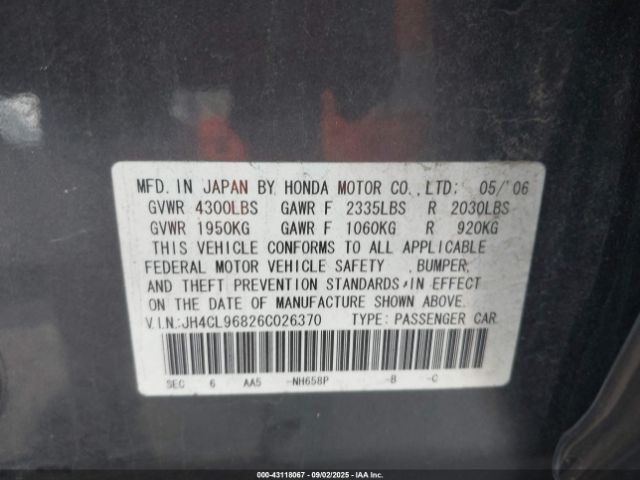 MFD. IN JAPAN BY HONDA MOTOR CO., LTD: 05/'06
GVWR 4300LBS GAWR F 2335LBS R 2030LBS
GVWR 1950KG GAWR F 1060KG R 920KG
THIS VEHICLE CONFORMS TO ALL APPLICABLE
FEDERAL MOTOR VEHICLE SAFETY , BUMPER,
AND THEFT PREVENTION STANDARDS IN EFFECT
ON THE DATE OF MANUFACTURE SHOWN ABOVE.
V.I.N.:JH4CL96826C026370 TYPE: PASSENGER CAR
SEC 6 AA5 -NH658P -B -C
000-43118067 - 09/02/2025 - IAAI.COM